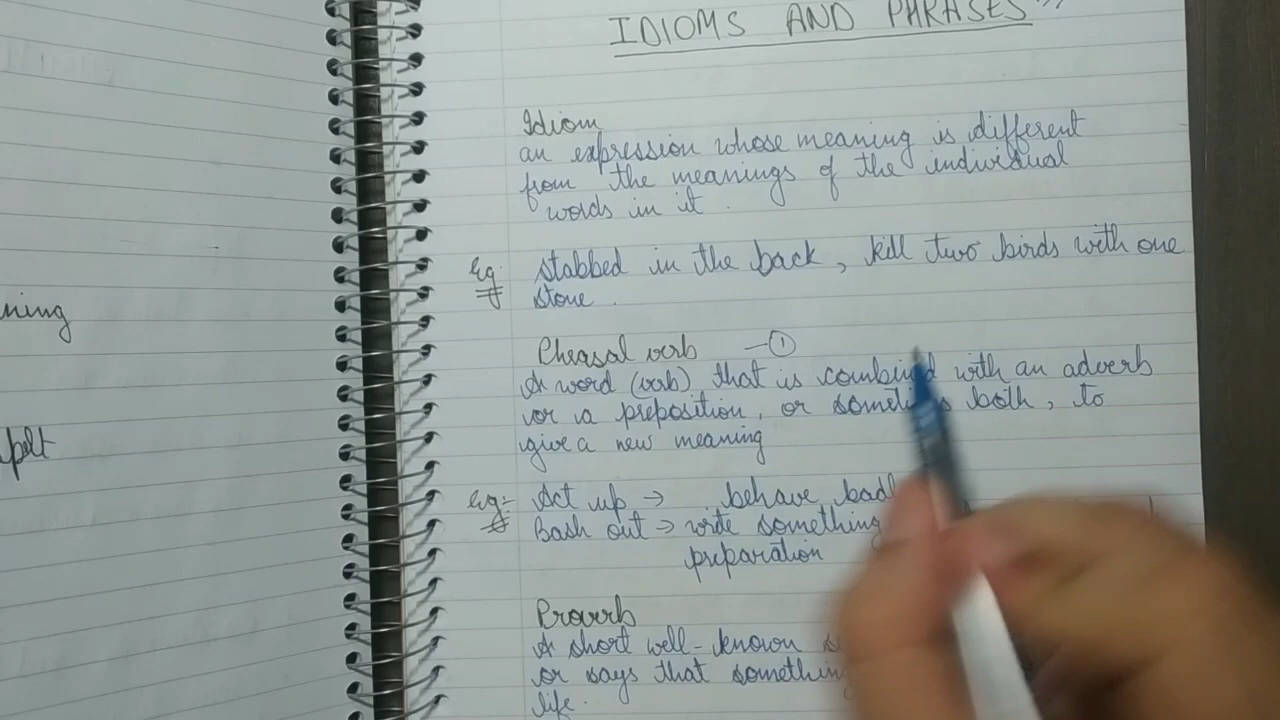 IDIOMS AND PHRASES"
Idiom
an expression whose meaning is different
from the meanings of the individual
words in it.
Eg:
stabbed in the back, kill two birds with one
stone.
Phrasal verb -①
A word (verb) that is combined with an adverb
or a preposition, or sometimes both, to
give a new meaning
eg:-
Act up → behave badl
Bash out → write something
preparation
Proverb
A short well-known
or says that something
life.
ning
pelt